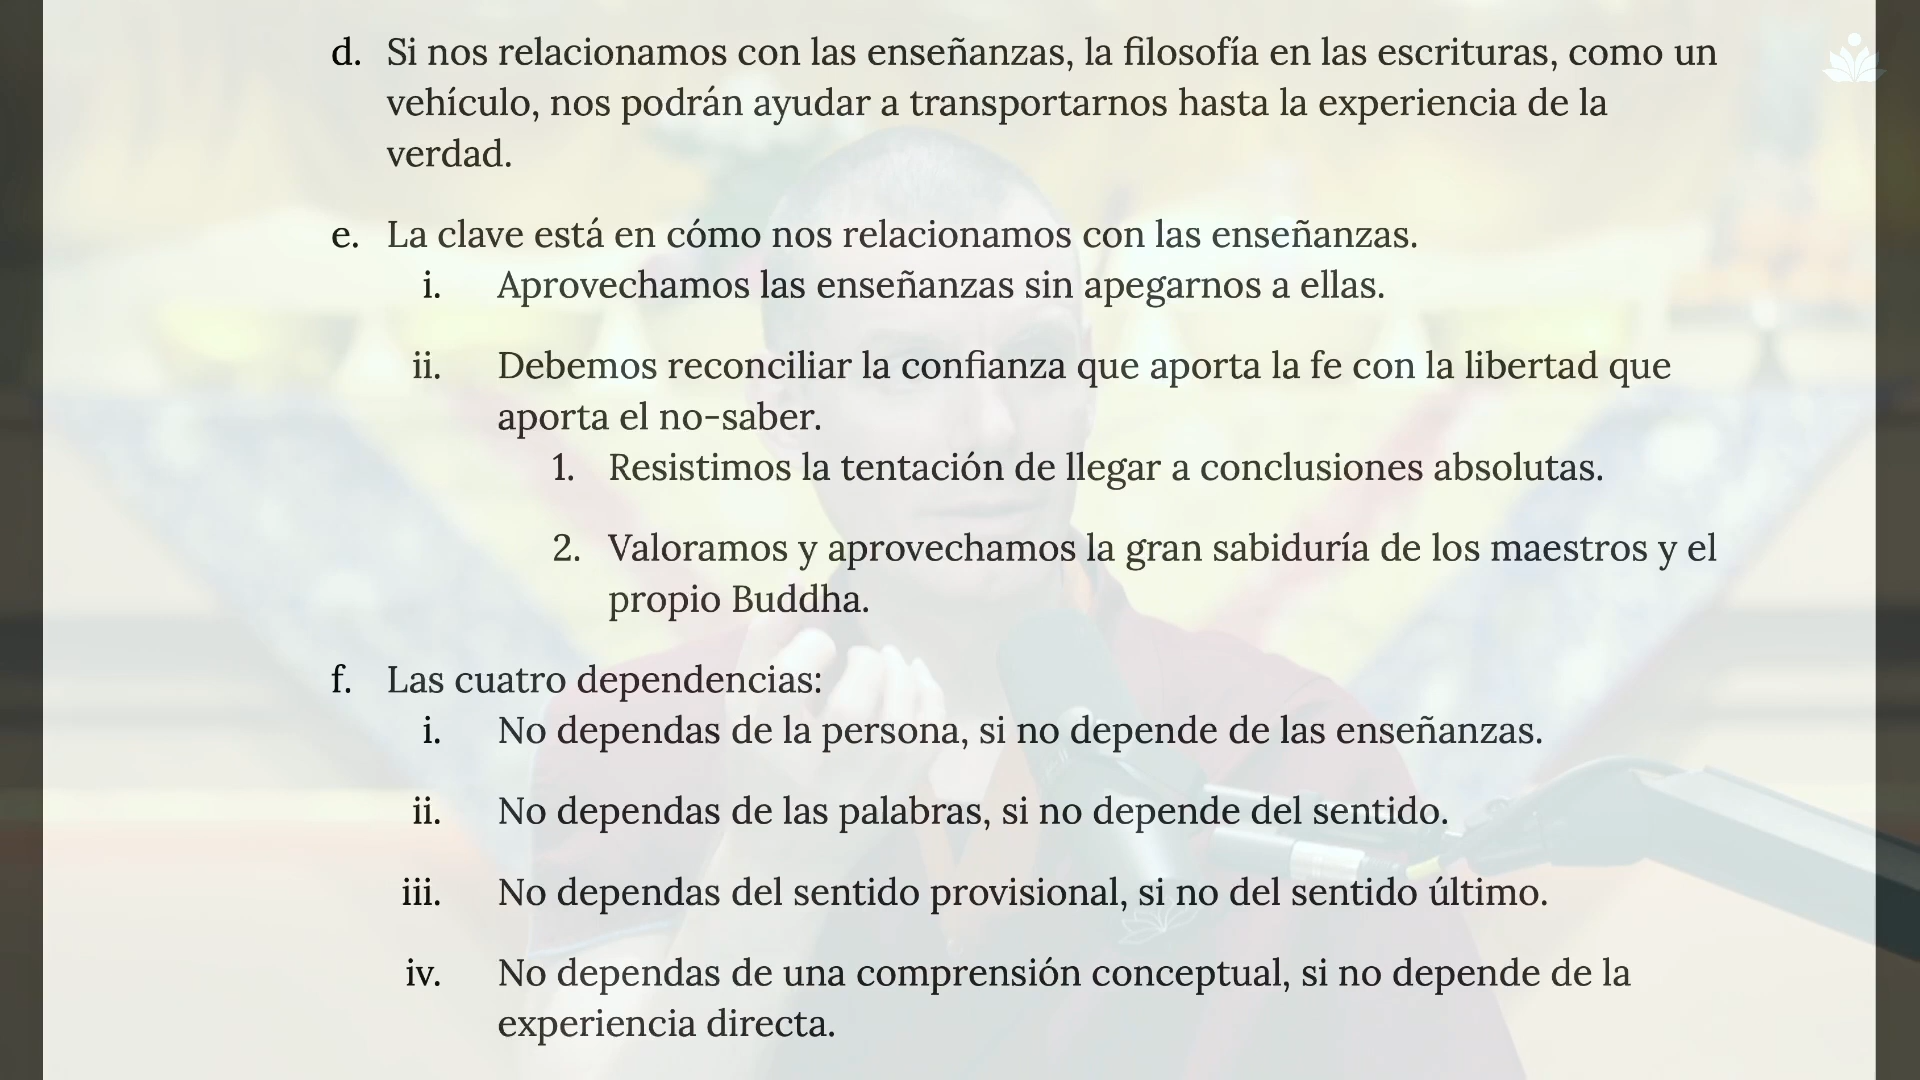 d. Si nos relacionamos con las enseñanzas, la filosofía en las escrituras, como un
vehículo, nos podrán ayudar a transportarnos hasta la experiencia de la
verdad.
e. La clave está en cómo nos relacionamos con las enseñanzas.
i. Aprovechamos las enseñanzas sin apegarnos a ellas.
ii. Debemos reconciliar la confianza que aporta la fe con la libertad que
aporta el no-saber.
1. Resistimos la tentación de llegar a conclusiones absolutas.
2. Valoramos y aprovechamos la gran sabiduría de los maestros y el
propio Buddha.
f. Las cuatro dependencias:
i. No dependas de la persona, si no depende de las enseñanzas.
ii. No dependas de las palabras, si no depende del sentido.
iii. No dependas del sentido provisional, si no del sentido último.
iv. No dependas de una comprensión conceptual, si no depende de la
experiencia directa.